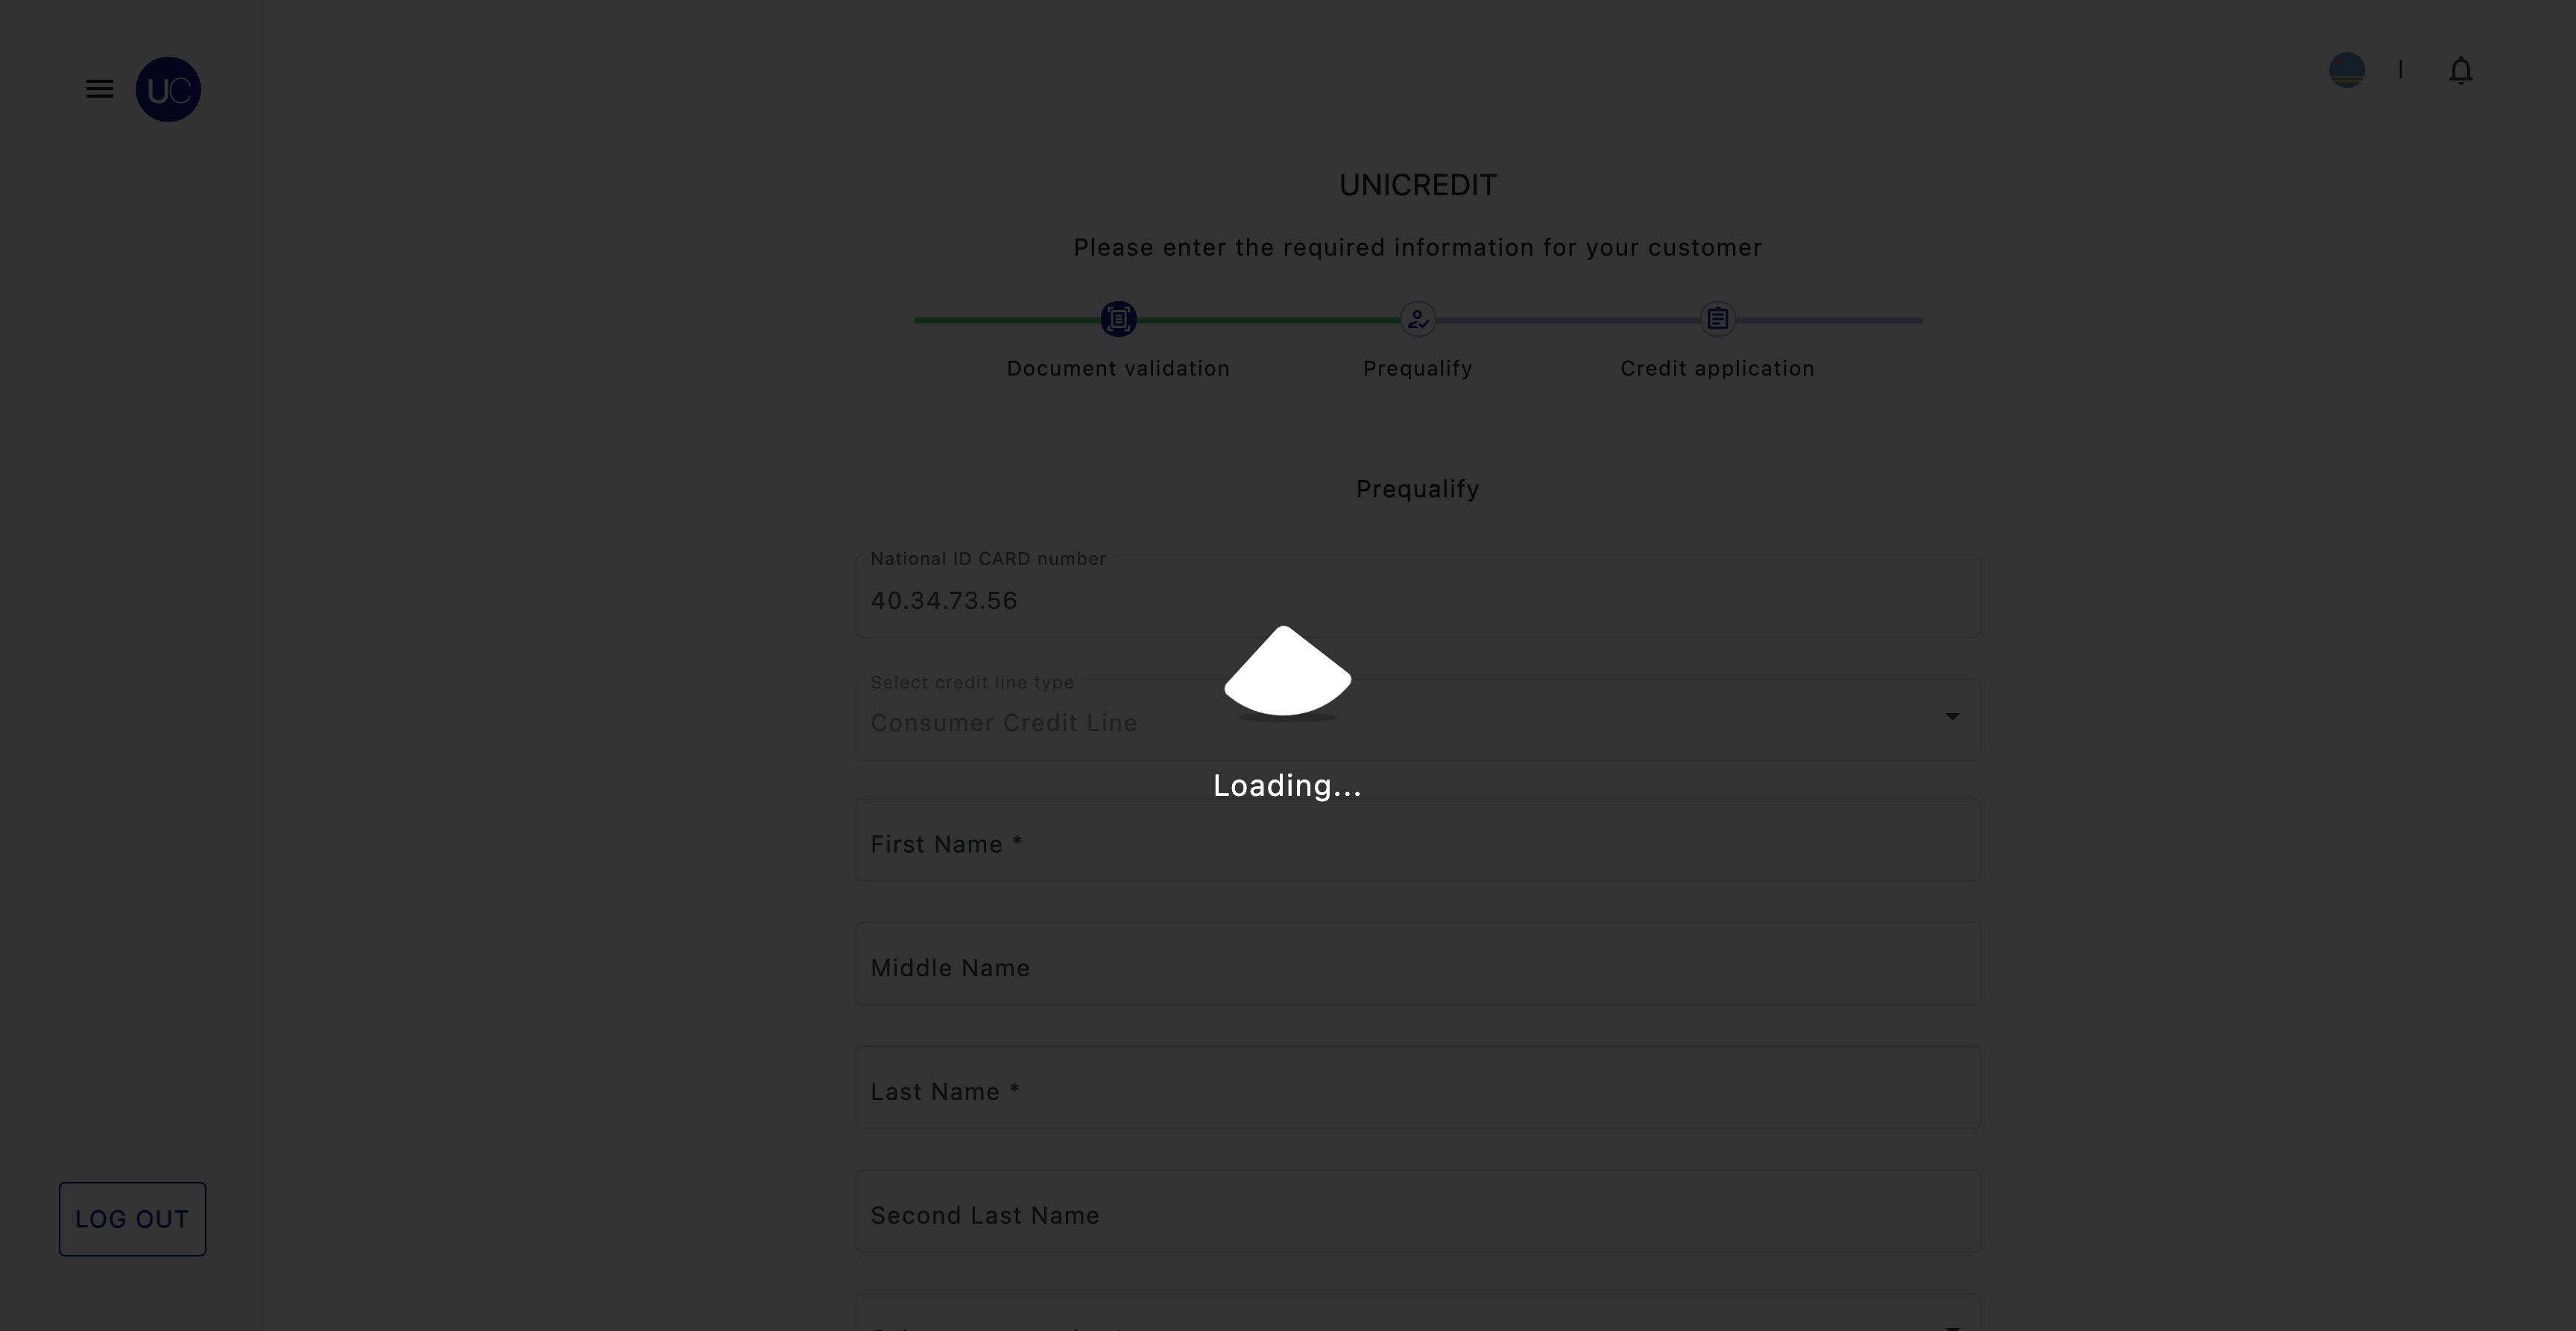 UC
UNICREDIT
Please enter the required information for your customer
Document validation
Prequalify
Credit application
Prequalify
National ID CARD number
40.34.73.56
Select credit line type
Consumer Credit Line
Loading...
First Name *
Middle Name
Last Name *
Second Last Name
LOG OUT